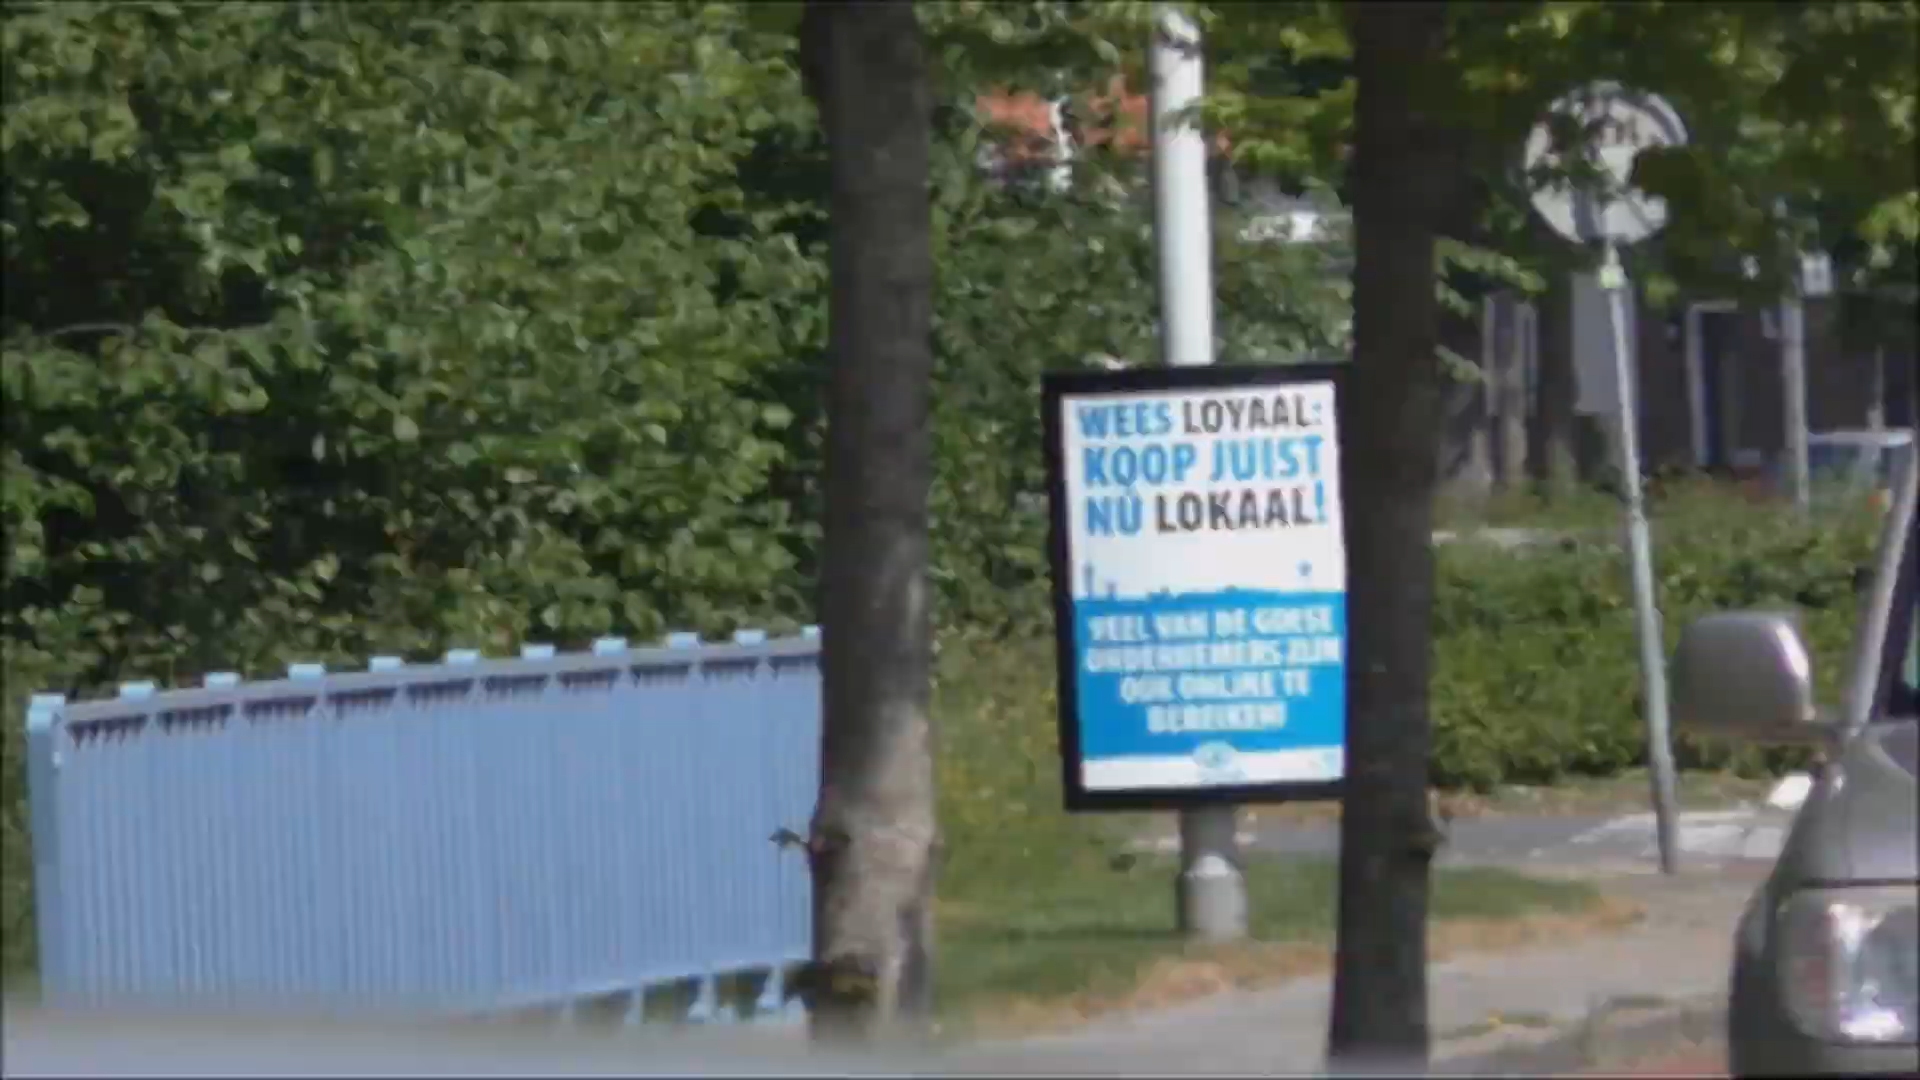 WEES LOYAAL:
KOOP JUIST
NU LOKAAL!
VEEL VAN DE GOESE
ONDERNEMERS ZIJN
OOK ONLINE TE
BEREIKEN!